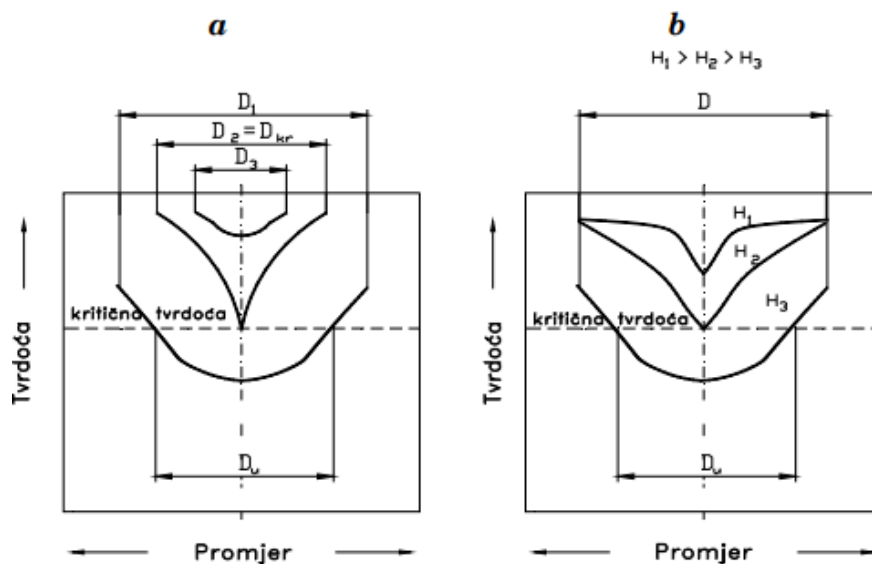 a
b
H₁ > H₂ > H₃
D₁
D₂ = Dkr
D₃
kritična tvrdoća
Dᵤ
Tvrdoća
Promjer
D
H₁
H₂
H₃
kritična tvrdoća
Dᵤ
Tvrdoća
Promjer